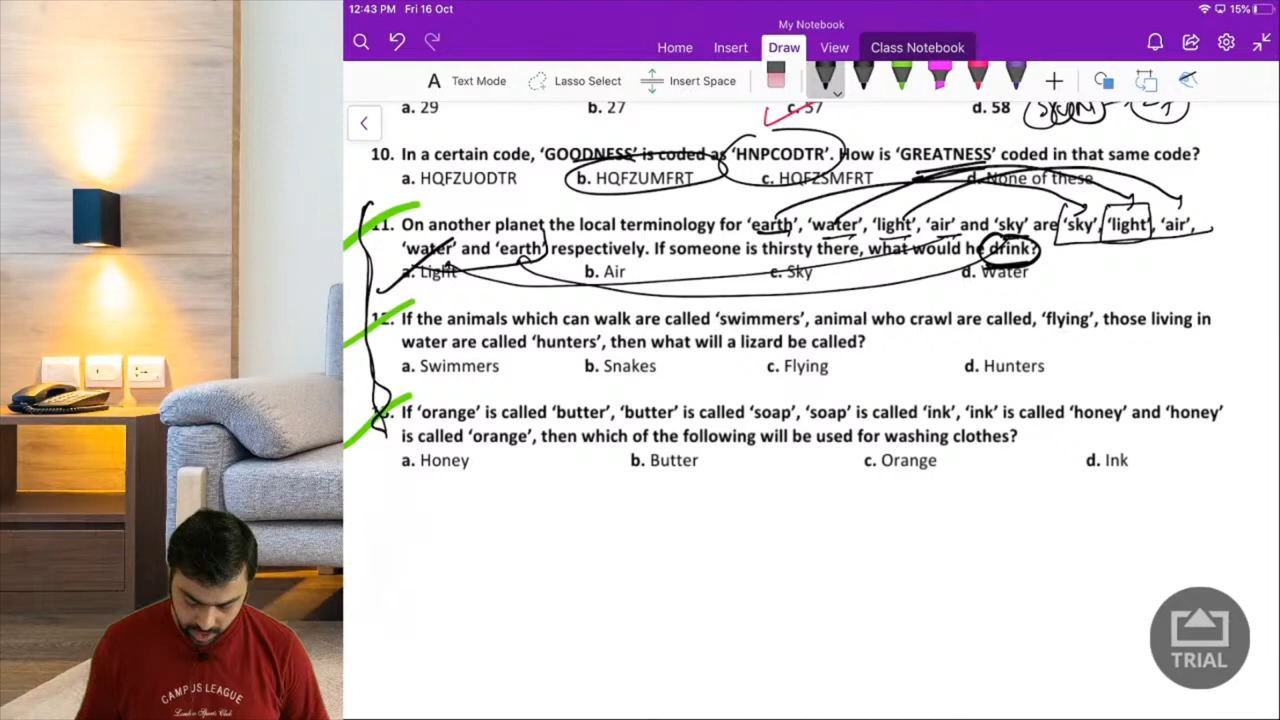 12:43 PM Fri 16 Oct
15%
My Notebook
Home Insert Draw View Class Notebook
Text Mode Lasso Select Insert Space
a. 29 b. 27 c. 57 d. 58
10. In a certain code, ‘GOODNESS’ is coded as ‘HNPCODTR’. How is ‘GREATNESS’ coded in that same code?
a. HQFZUODTR b. HQFZUMFRT c. HQFZSMFRT d. None of these
11. On another planet the local terminology for ‘earth’, ‘water’, ‘light’, ‘air’ and ‘sky’ are ‘sky’, ‘light’, ‘air’,
‘water’ and ‘earth’ respectively. If someone is thirsty there, what would he drink?
a. Light b. Air c. Sky d. Water
12. If the animals which can walk are called ‘swimmers’, animal who crawl are called, ‘flying’, those living in
water are called ‘hunters’, then what will a lizard be called?
a. Swimmers b. Snakes c. Flying d. Hunters
If ‘orange’ is called ‘butter’, ‘butter’ is called ‘soap’, ‘soap’ is called ‘ink’, ‘ink’ is called ‘honey’ and ‘honey’
is called ‘orange’, then which of the following will be used for washing clothes?
a. Honey b. Butter c. Orange d. Ink
CAMPUS LEAGUE
London Sports Club
TRIAL